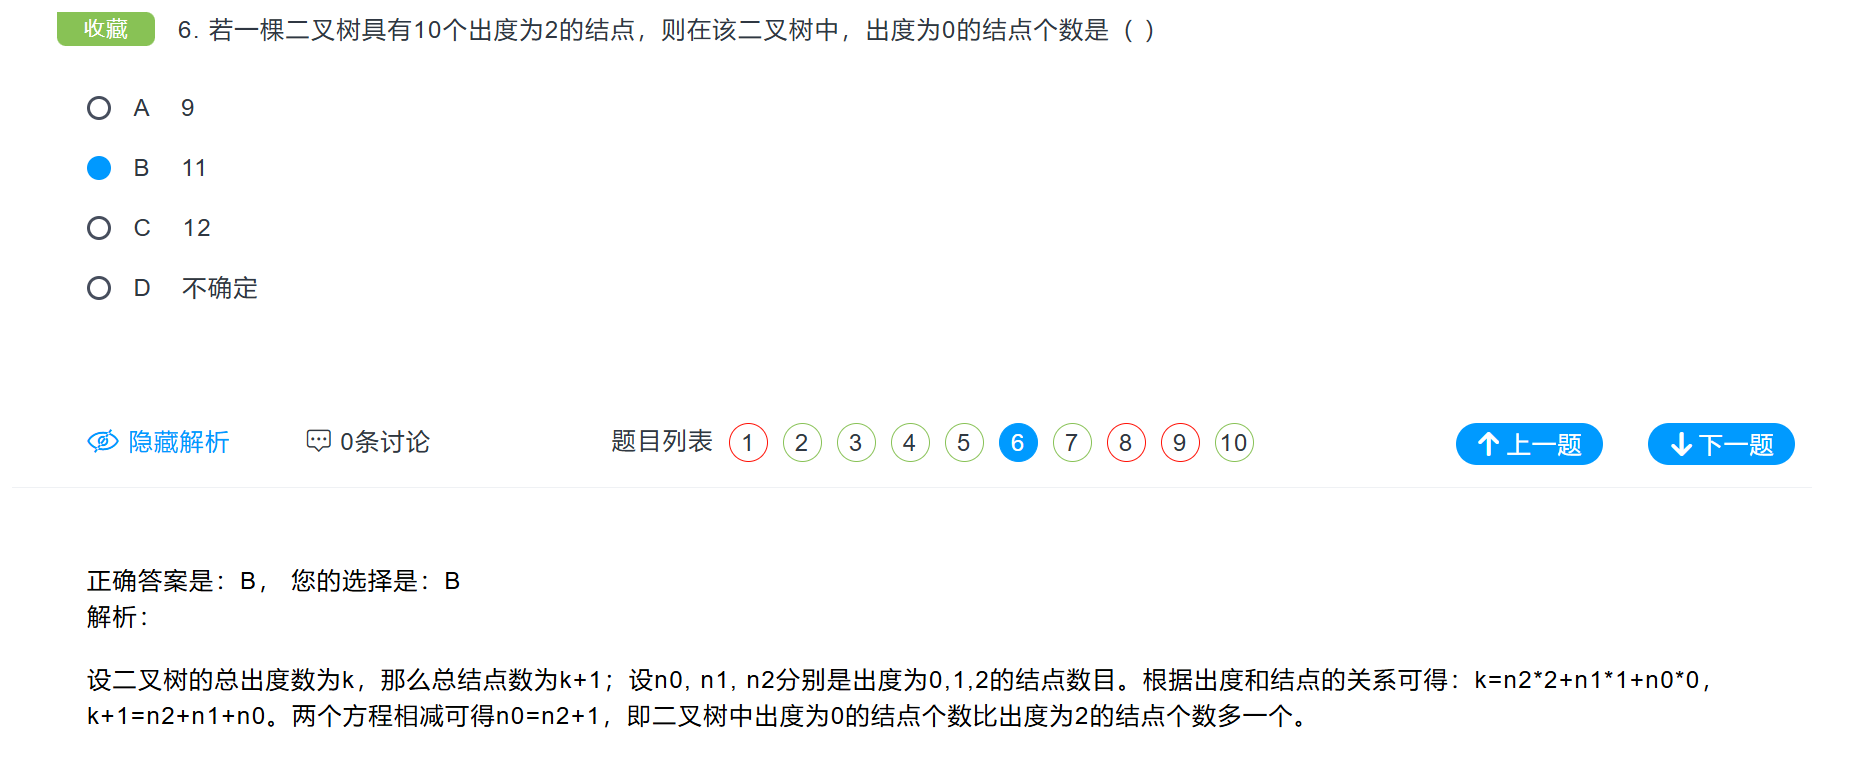 收藏 6. 若一棵二叉树具有10个出度为2的结点，则在该二叉树中，出度为0的结点个数是（ ）
A 9
B 11
C 12
D 不确定
隐藏解析 0条讨论 题目列表 1 2 3 4 5 6 7 8 9 10 上一题 下一题
正确答案是：B， 您的选择是：B
解析：
设二叉树的总出度数为k，那么总结点数为k+1；设n0, n1, n2分别是出度为0,1,2的结点数目。根据出度和结点的关系可得：k=n2*2+n1*1+n0*0，
k+1=n2+n1+n0。两个方程相减可得n0=n2+1，即二叉树中出度为0的结点个数比出度为2的结点个数多一个。